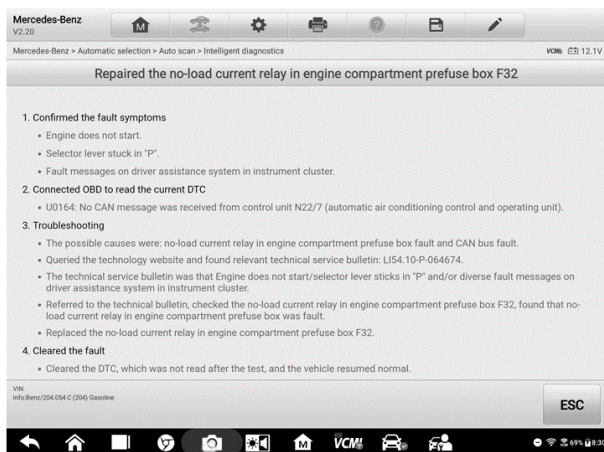 Mercedes-Benz
V2.20
M
Mercedes-Benz > Automatic selection > Auto scan > Intelligent diagnostics
VCMI 12.1V
Repaired the no-load current relay in engine compartment prefuse box F32
1. Confirmed the fault symptoms
• Engine does not start.
• Selector lever stuck in "P".
• Fault messages on driver assistance system in instrument cluster.
2. Connected OBD to read the current DTC
• U0164: No CAN message was received from control unit N22/7 (automatic air conditioning control and operating unit).
3. Troubleshooting
• The possible causes were: no-load current relay in engine compartment prefuse box fault and CAN bus fault.
• Queried the technology website and found relevant technical service bulletin: LI54.10-P-064674.
• The technical service bulletin was that Engine does not start/selector lever sticks in "P" and/or diverse fault messages on
driver assistance system in instrument cluster.
• Referred to the technical bulletin, checked the no-load current relay in engine compartment prefuse box F32, found that no-
load current relay in engine compartment prefuse box was fault.
• Replaced the no-load current relay in engine compartment prefuse box F32.
4. Cleared the fault
• Cleared the DTC, which was not read after the test, and the vehicle resumed normal.
VIN
Info:Benz/204.054 C (204) Gasoline
ESC
M
VCMI
69% 8:30